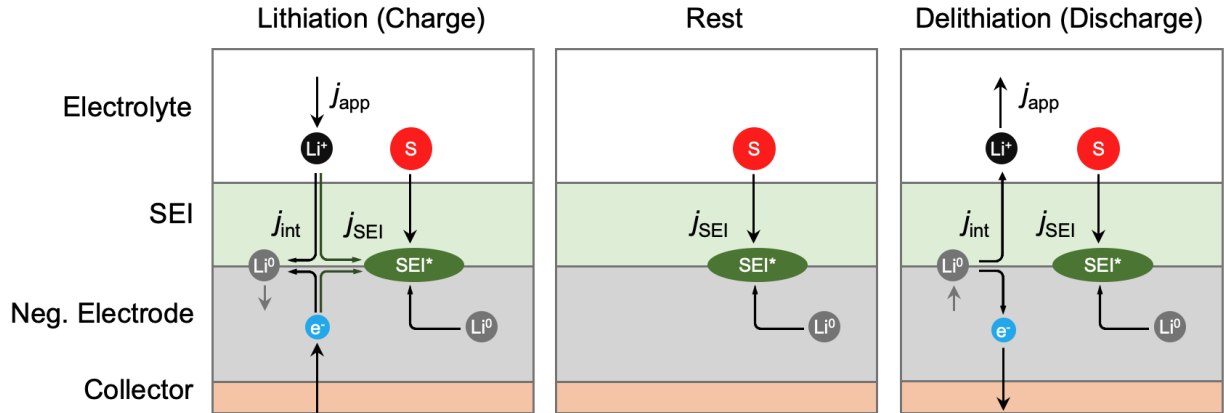 Lithiation (Charge)
Rest
Delithiation (Discharge)
Electrolyte
SEI
Neg. Electrode
Collector
j_app
Li⁺
S
j_int
j_SEI
Li⁰
SEI*
e⁻
Li⁰
S
j_SEI
SEI*
Li⁰
j_app
Li⁺
S
j_int
j_SEI
Li⁰
SEI*
e⁻
Li⁰